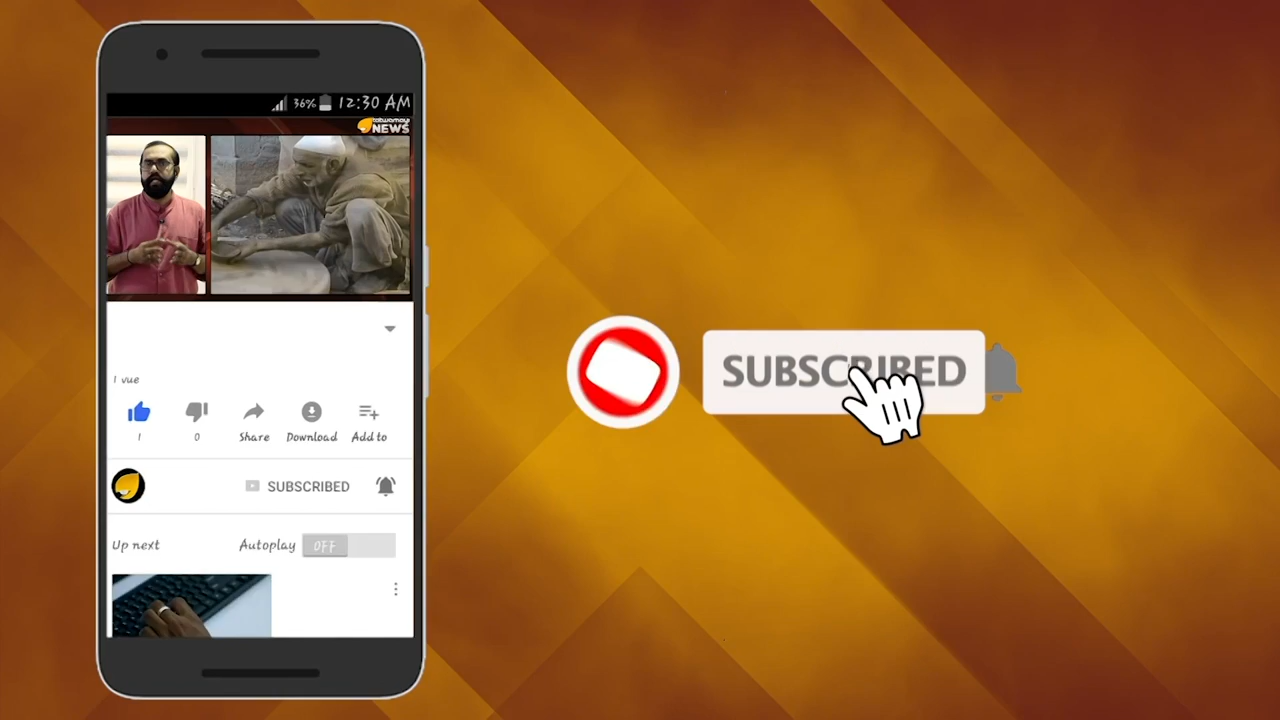 36% 12:30 AM
tatwamayi
NEWS
1 vue
1
0
Share
Download
Add to
SUBSCRIBED
Up next
Autoplay
OFF
SUBSCRIBED